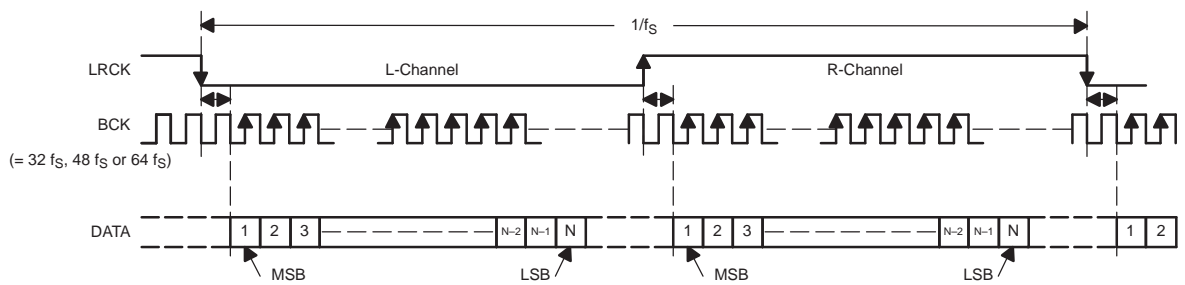 1/fS
LRCK
L-Channel
R-Channel
BCK
(= 32 fS, 48 fS or 64 fS)
DATA
1 2 3 N–2 N–1 N 1 2 3 N–2 N–1 N 1 2
MSB LSB MSB LSB